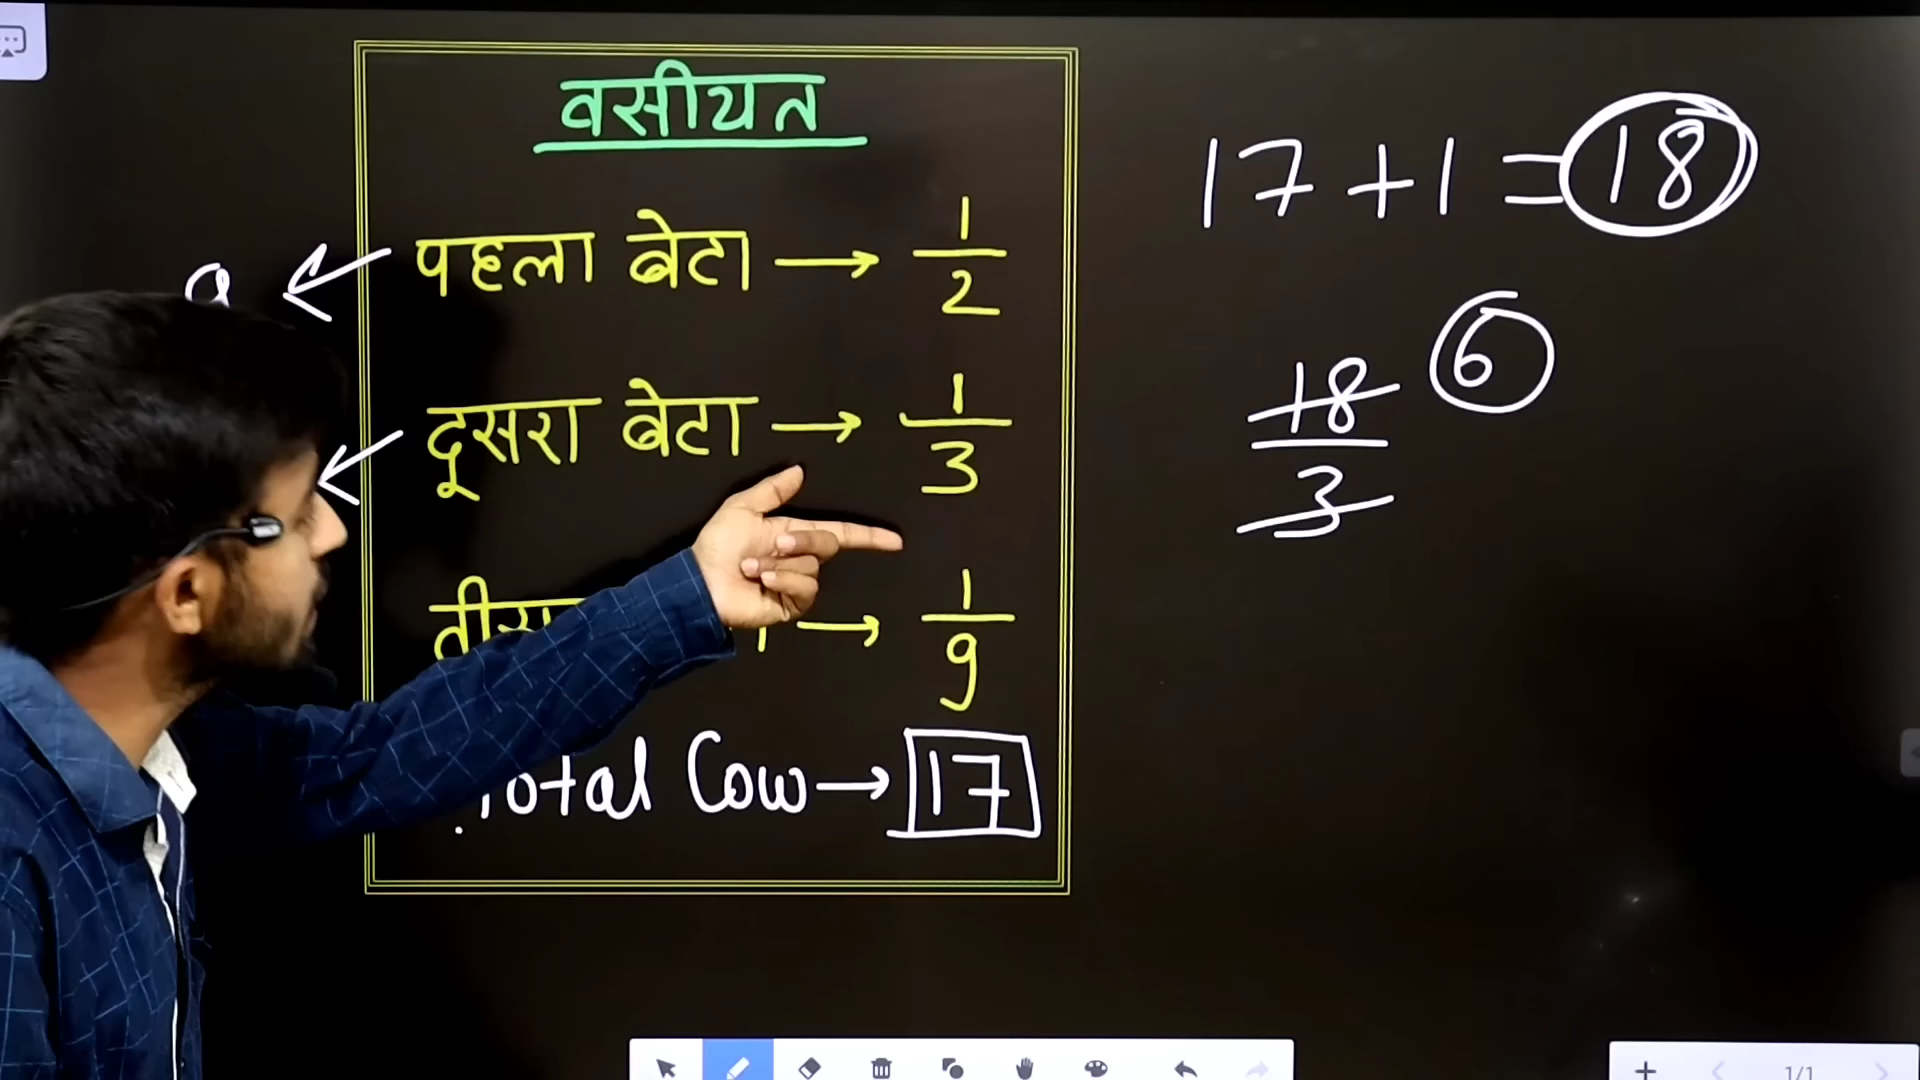 वसीयत
पहला बेटा → 1/2
दूसरा बेटा → 1/3
→ 1/9
Total Cow → 17
17 + 1 = 18
18/3 6
1/1